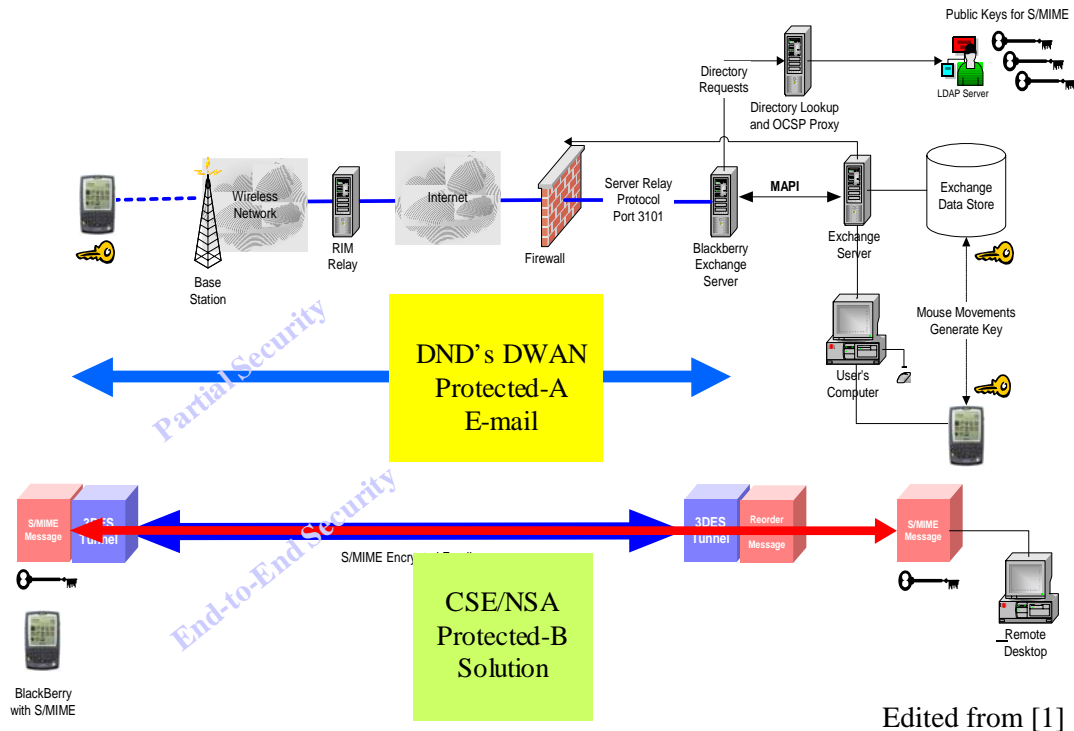 Public Keys for S/MIME
LDAP Server
Directory
Requests
Directory Lookup
and OCSP Proxy
Wireless
Network
Internet
Server Relay
Protocol
Port 3101
MAPI
Exchange
Data Store
RIM
Relay
Firewall
Blackberry
Exchange
Server
Exchange
Server
Base
Station
Mouse Movements
Generate Key
User's
Computer
Partial Security
DND's DWAN
Protected-A
E-mail
S/MIME
Message
3DES
Tunnel
3DES
Tunnel
Reorder
Message
S/MIME
Message
S/MIME Encrypted
End-to-End Security
CSE/NSA
Protected-B
Solution
Remote
Desktop
BlackBerry
with S/MIME
Edited from [1]